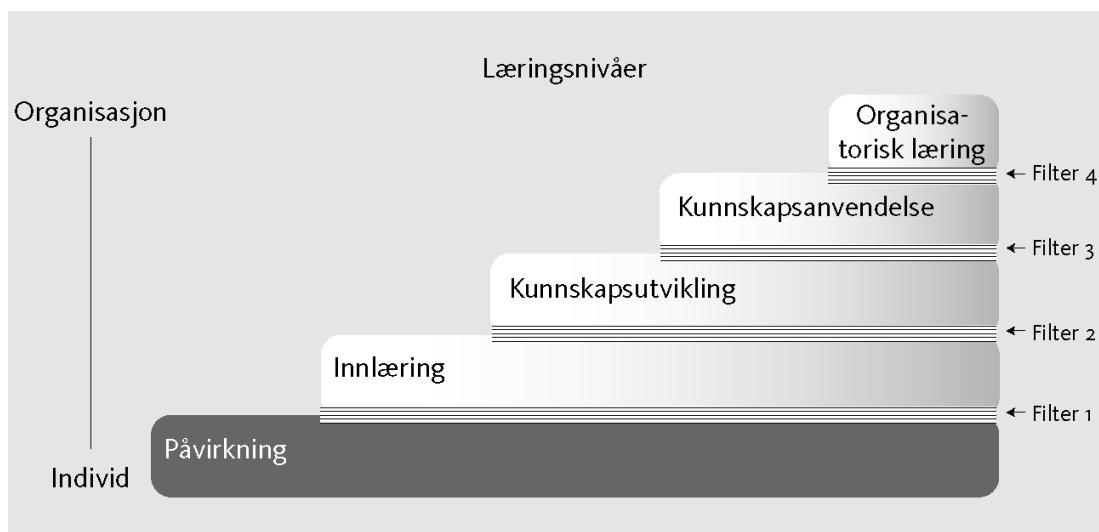 Læringsnivåer
Organisasjon
Organisa-
torisk læring
← Filter 4
Kunnskapsanvendelse
← Filter 3
Kunnskapsutvikling
← Filter 2
Innlæring
← Filter 1
Påvirkning
Individ